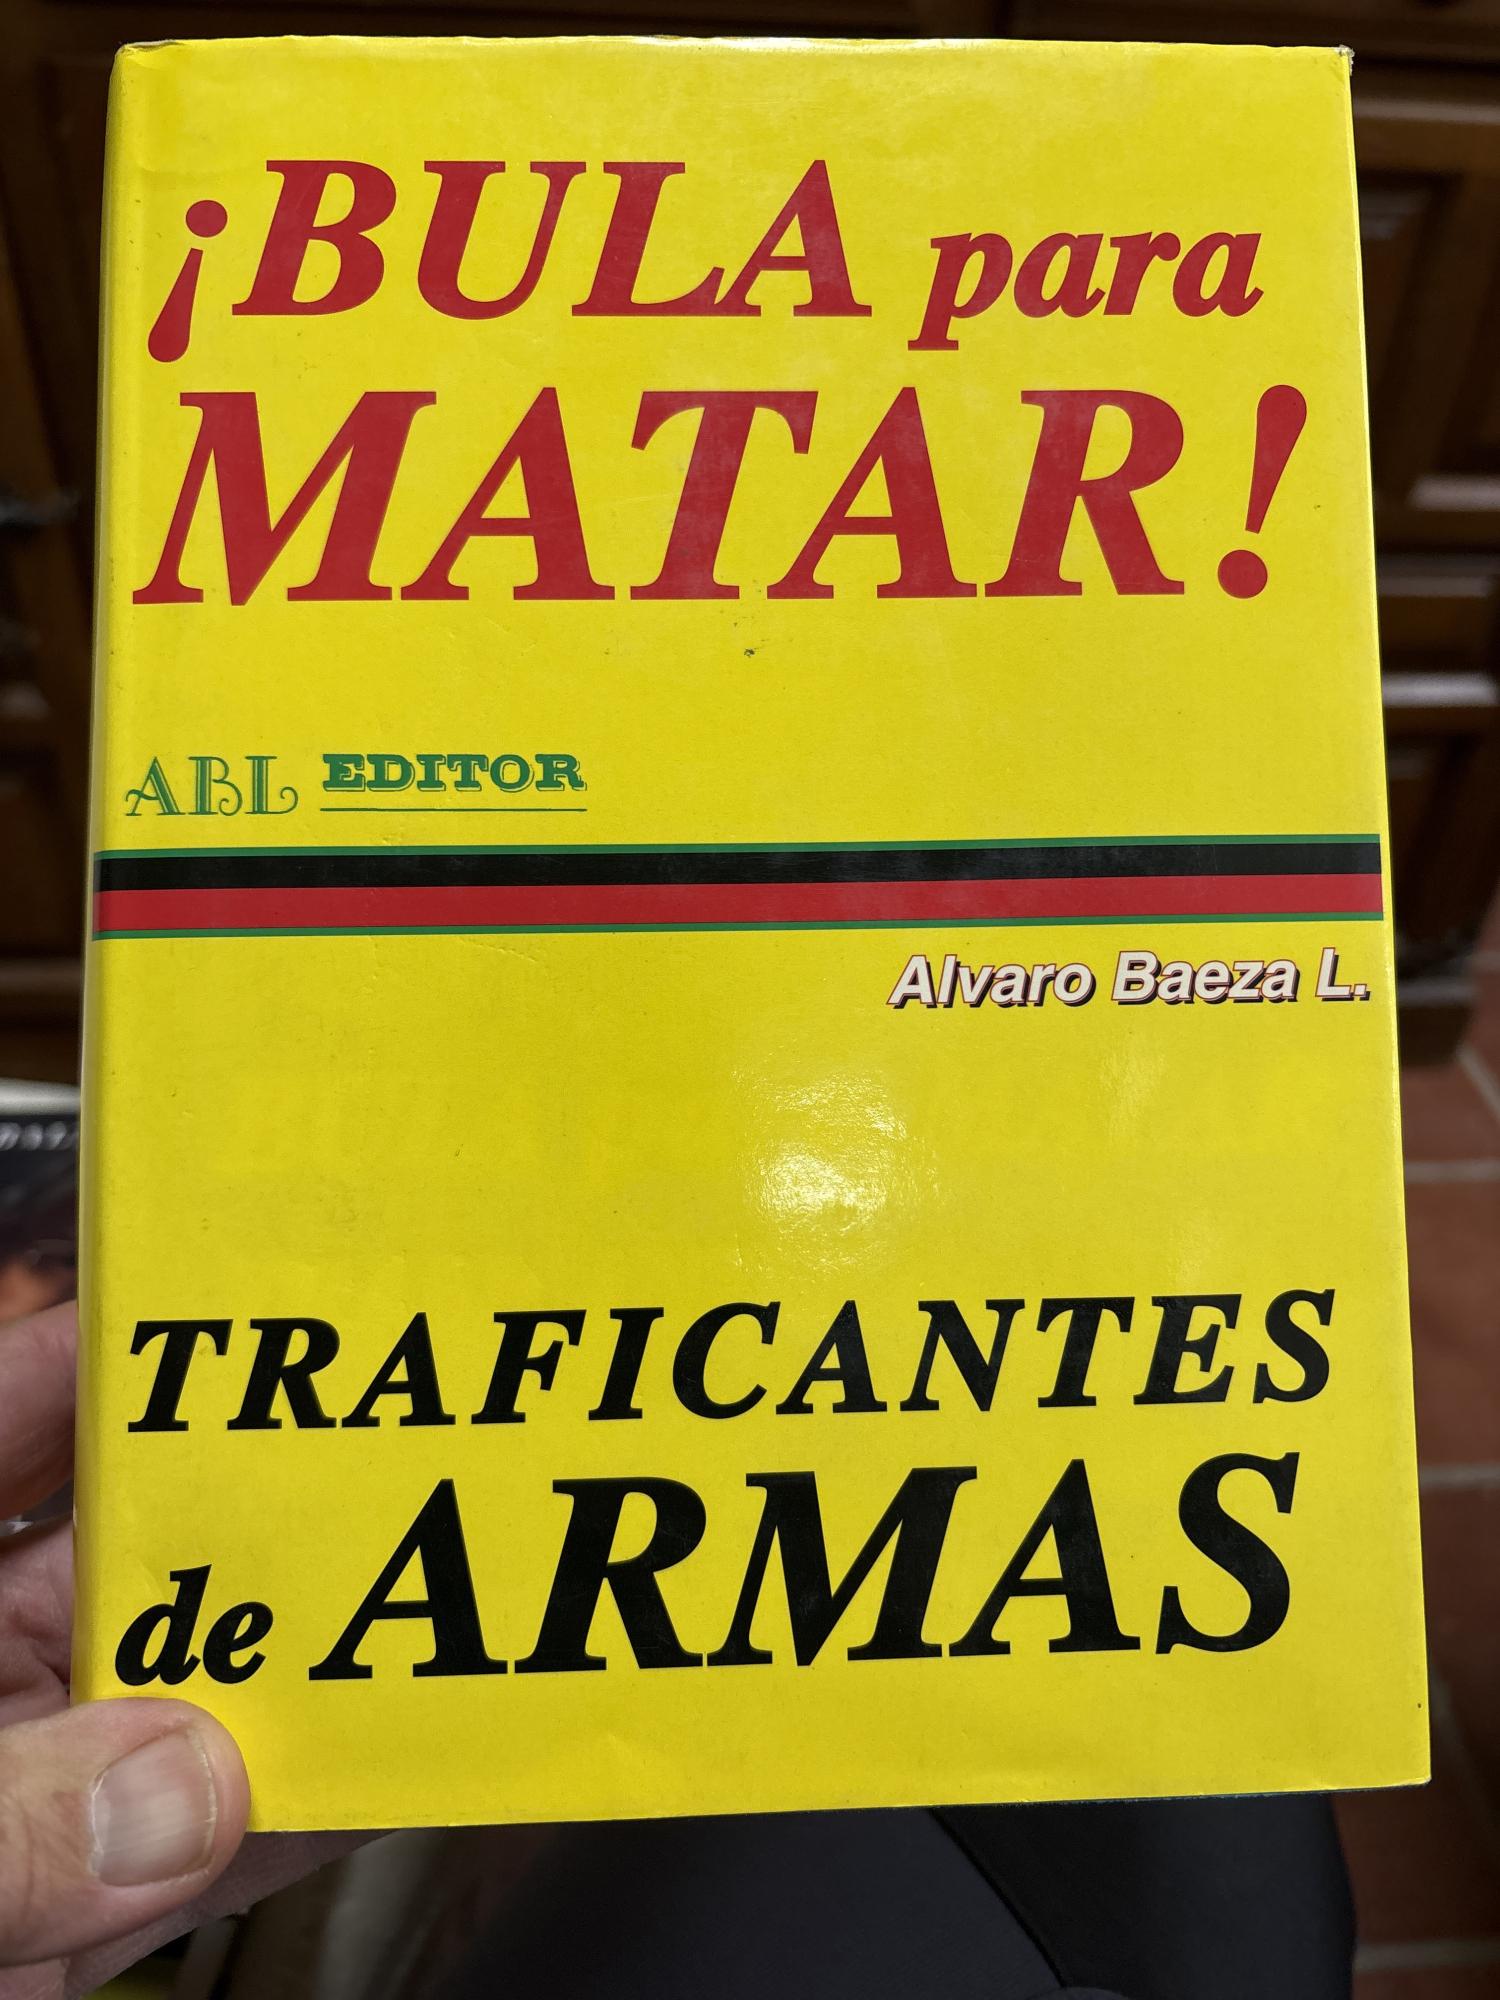 ¡BULA para
MATAR!
ABL EDITOR
Alvaro Baeza L.
TRAFICANTES
de ARMAS